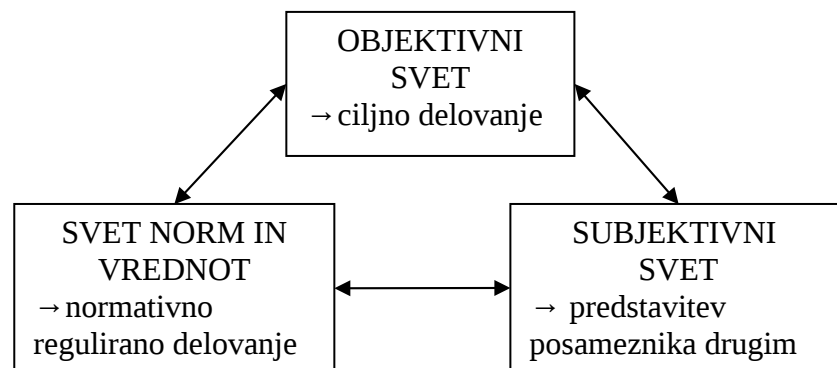 OBJEKTIVNI
SVET
→ciljno delovanje
SVET NORM IN
VREDNOT
→normativno
regulirano delovanje
SUBJEKTIVNI
SVET
→ predstavitev
posameznika drugim